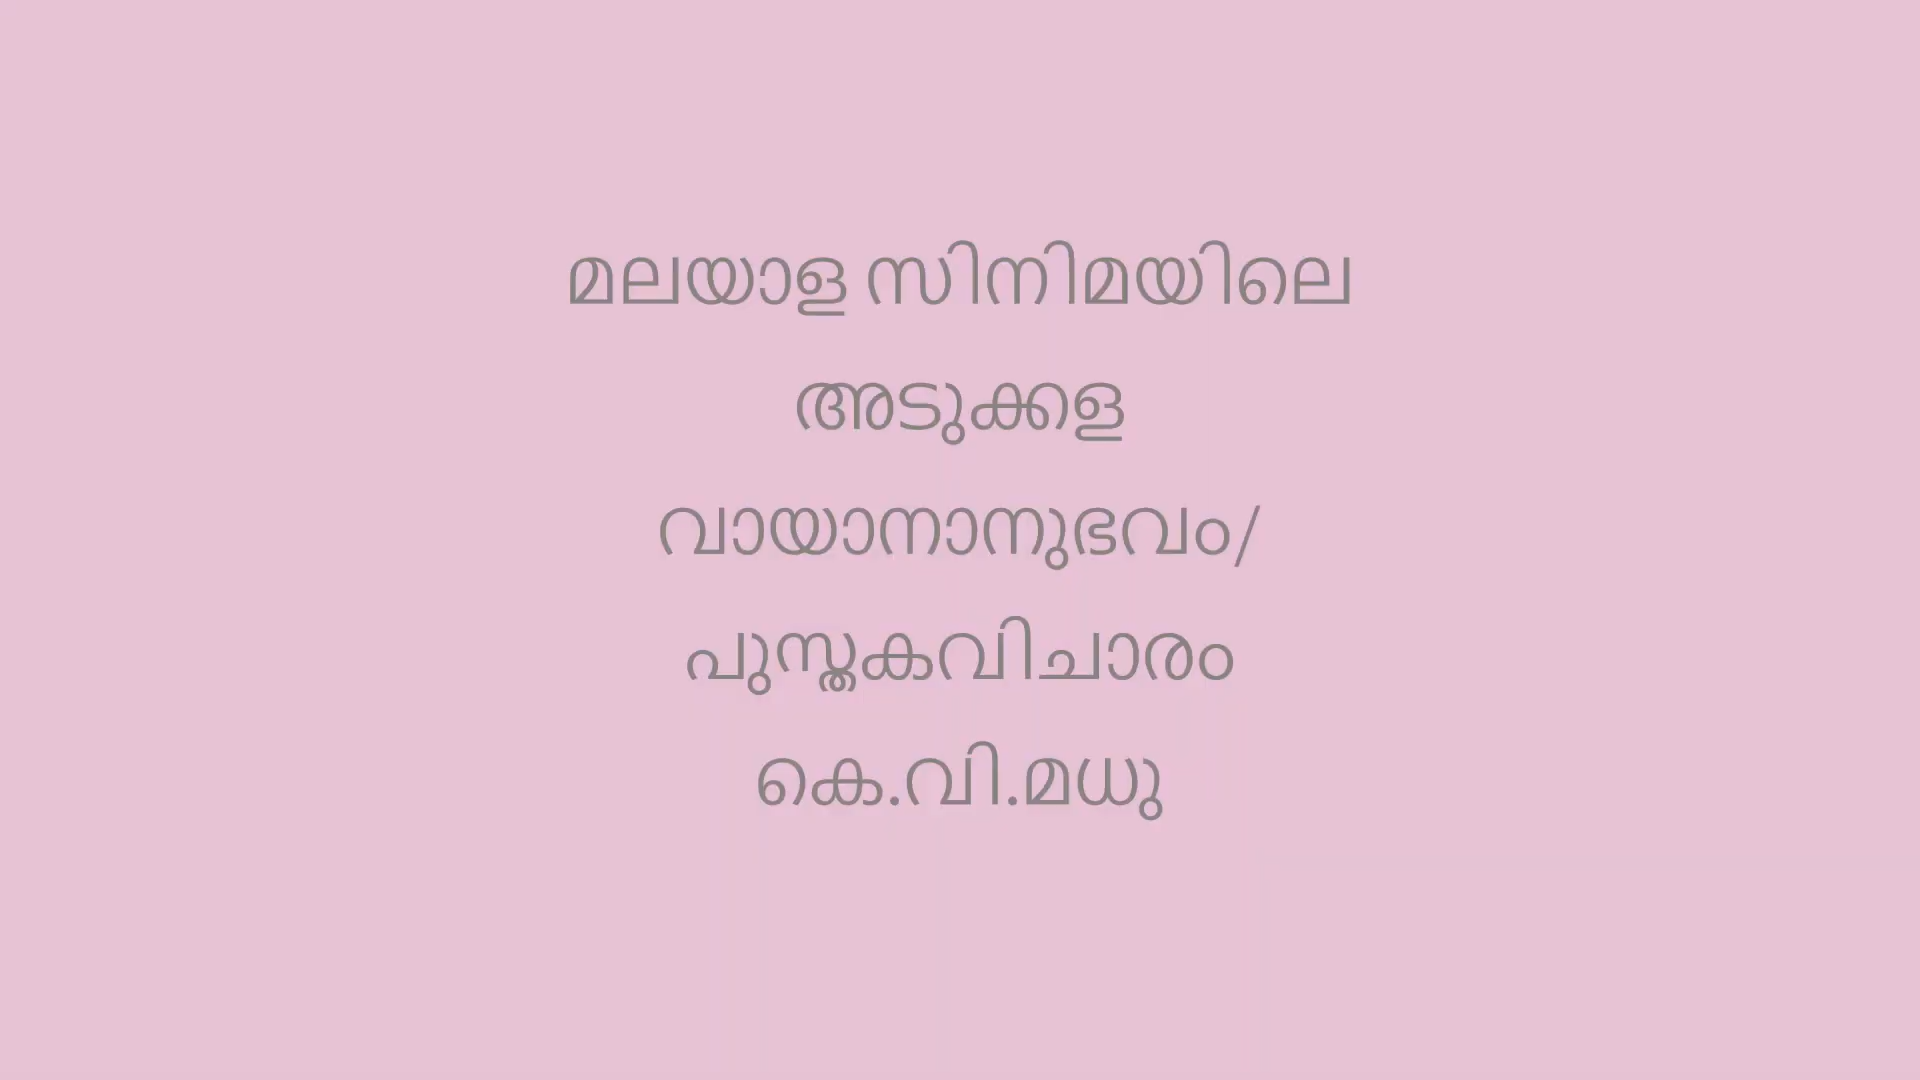 മലയാള സിനിമയിലെ
അടുക്കള
വായാനാനുഭവം/
പുസ്തകവിചാരം
കെ.വി.മധു